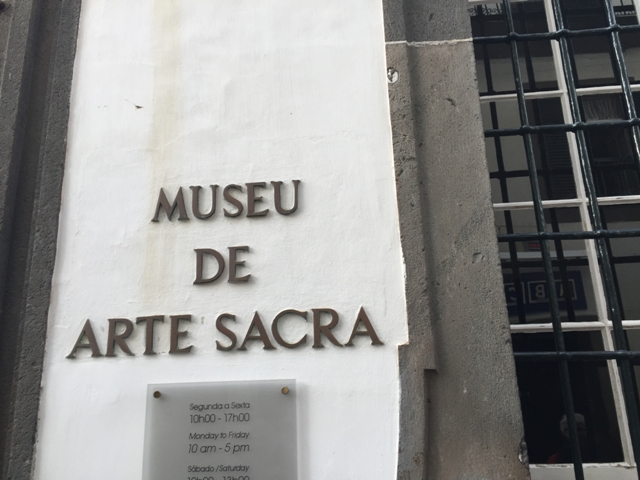 MUSEU
DE
ARTE SACRA
Segunda a Sexta
10h00 - 17h00
Monday to Friday
10 am - 5 pm
Sábado /Saturday